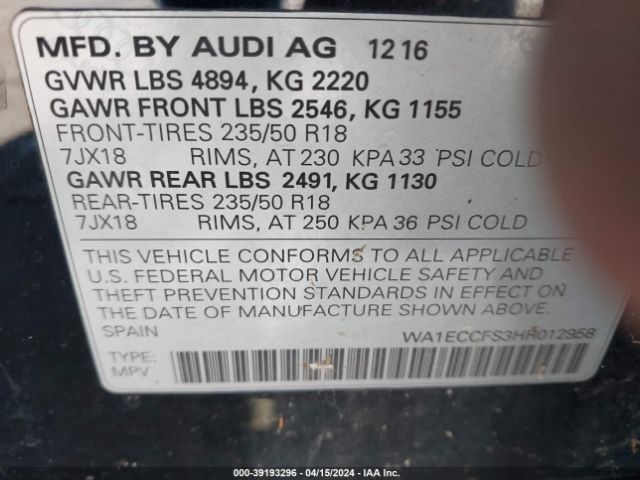 MFD. BY AUDI AG 12 16
GVWR LBS 4894, KG 2220
GAWR FRONT LBS 2546, KG 1155
FRONT-TIRES 235/50 R18
7JX18 RIMS, AT 230 KPA 33 PSI COLD
GAWR REAR LBS 2491, KG 1130
REAR-TIRES 235/50 R18
7JX18 RIMS, AT 250 KPA 36 PSI COLD
THIS VEHICLE CONFORMS TO ALL APPLICABLE
U.S. FEDERAL MOTOR VEHICLE SAFETY AND
THEFT PREVENTION STANDARDS IN EFFECT ON
THE DATE OF MANUFACTURE SHOWN ABOVE.
SPAIN WA1ECCFS3HR012958
TYPE:
MPV
000-39193296 - 04/15/2024 - IAA Inc.